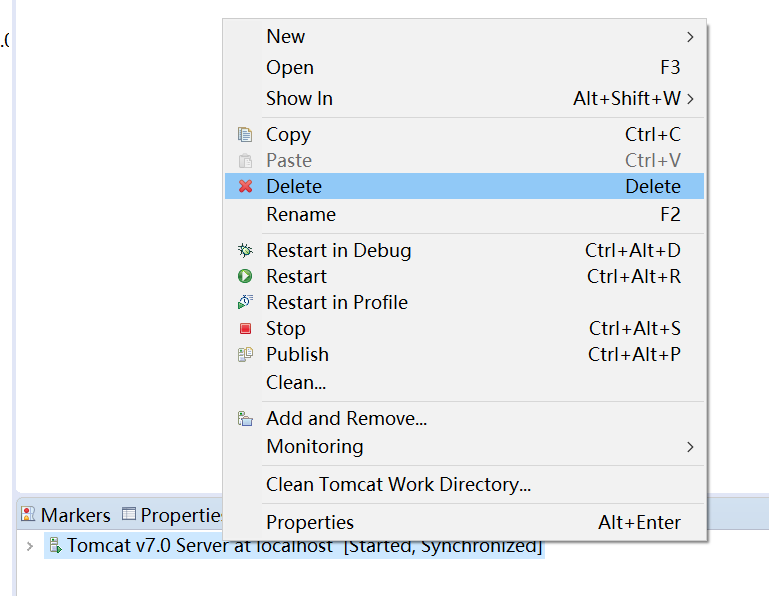 .0
New
Open F3
Show In Alt+Shift+W
Copy Ctrl+C
Paste Ctrl+V
Delete Delete
Rename F2
Restart in Debug Ctrl+Alt+D
Restart Ctrl+Alt+R
Restart in Profile
Stop Ctrl+Alt+S
Publish Ctrl+Alt+P
Clean...
Add and Remove...
Monitoring
Clean Tomcat Work Directory...
Properties Alt+Enter
Markers Propertie
Tomcat v7.0 Server at localhost [Started, Synchronized]